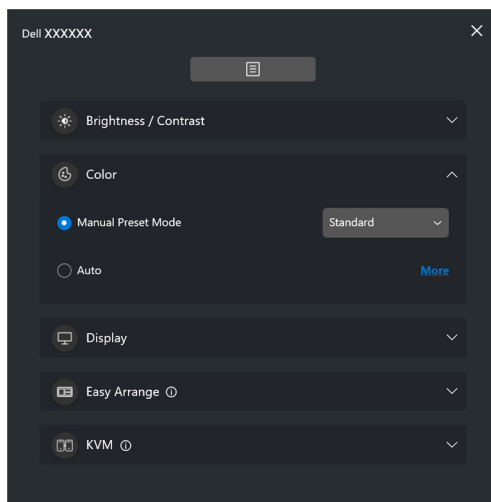 Dell XXXXXX
Brightness / Contrast
Color
Manual Preset Mode Standard
Auto More
Display
Easy Arrange
KVM